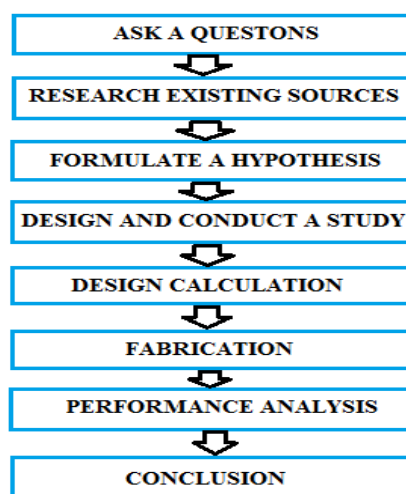 ASK A QUESTONS
RESEARCH EXISTING SOURCES
FORMULATE A HYPOTHESIS
DESIGN AND CONDUCT A STUDY
DESIGN CALCULATION
FABRICATION
PERFORMANCE ANALYSIS
CONCLUSION